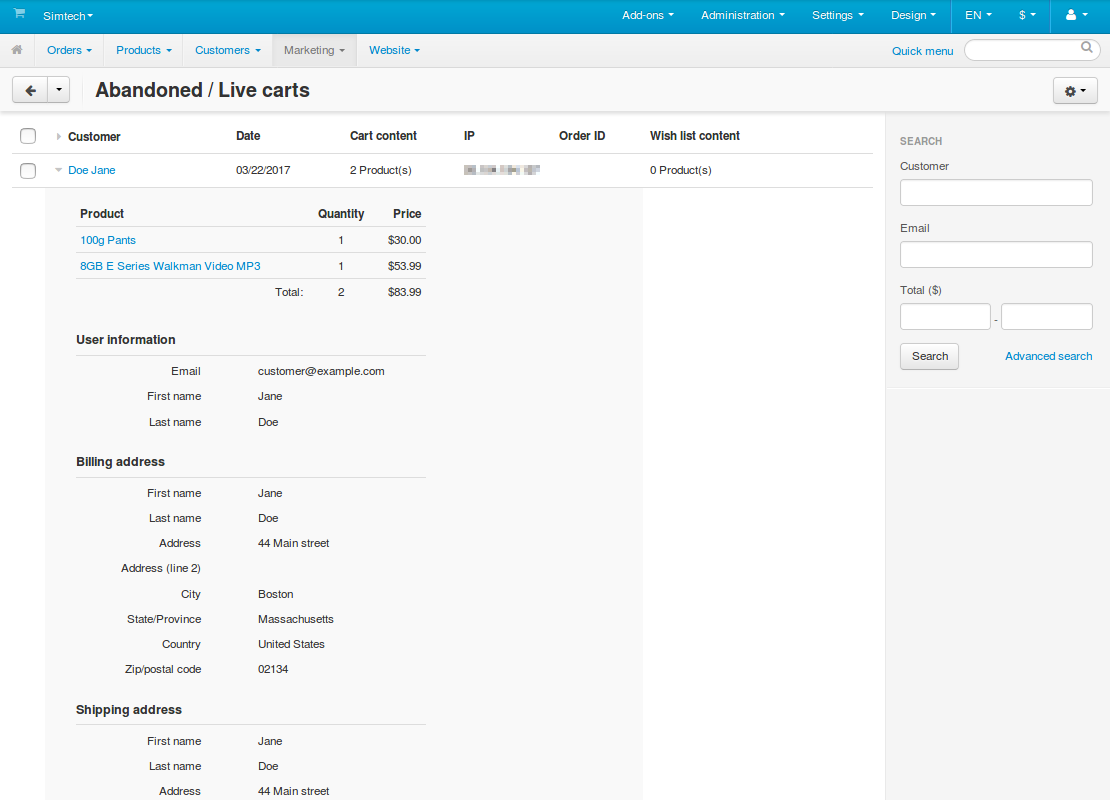 Simtech Add-ons Administration Settings Design EN $
Orders Products Customers Marketing Website Quick menu
Abandoned / Live carts
Customer Date Cart content IP Order ID Wish list content
Doe Jane 03/22/2017 2 Product(s) 0 Product(s)
Product Quantity Price
100g Pants 1 $30.00
8GB E Series Walkman Video MP3 1 $53.99
Total: 2 $83.99
User information
Email customer@example.com
First name Jane
Last name Doe
Billing address
First name Jane
Last name Doe
Address 44 Main street
Address (line 2)
City Boston
State/Province Massachusetts
Country United States
Zip/postal code 02134
Shipping address
First name Jane
Last name Doe
Address 44 Main street
SEARCH
Customer
Email
Total ($)
-
Search Advanced search